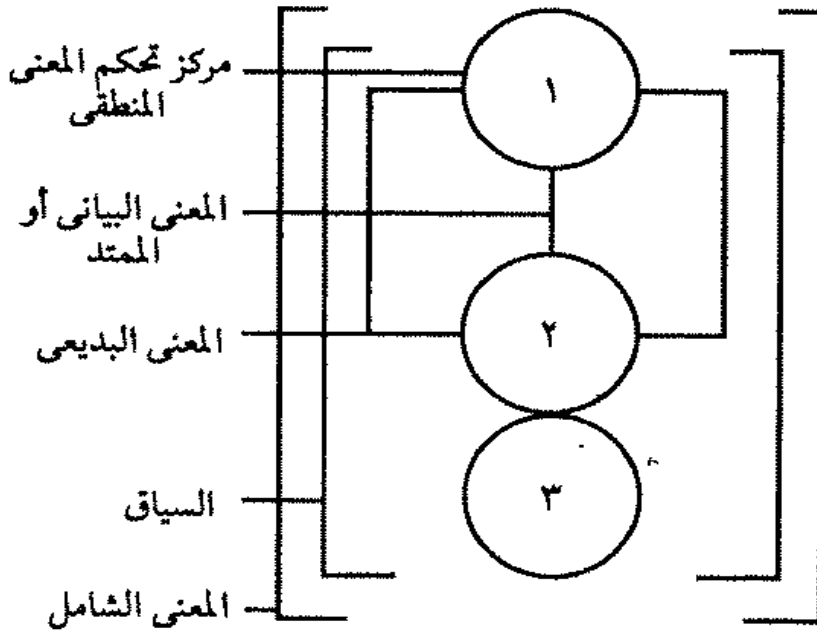 مركز تحكم المعنى
المنطقى
١
المعنى البيانى أو
الممتد
٢
المعنى البديعى
٣
السياق
المعنى الشامل